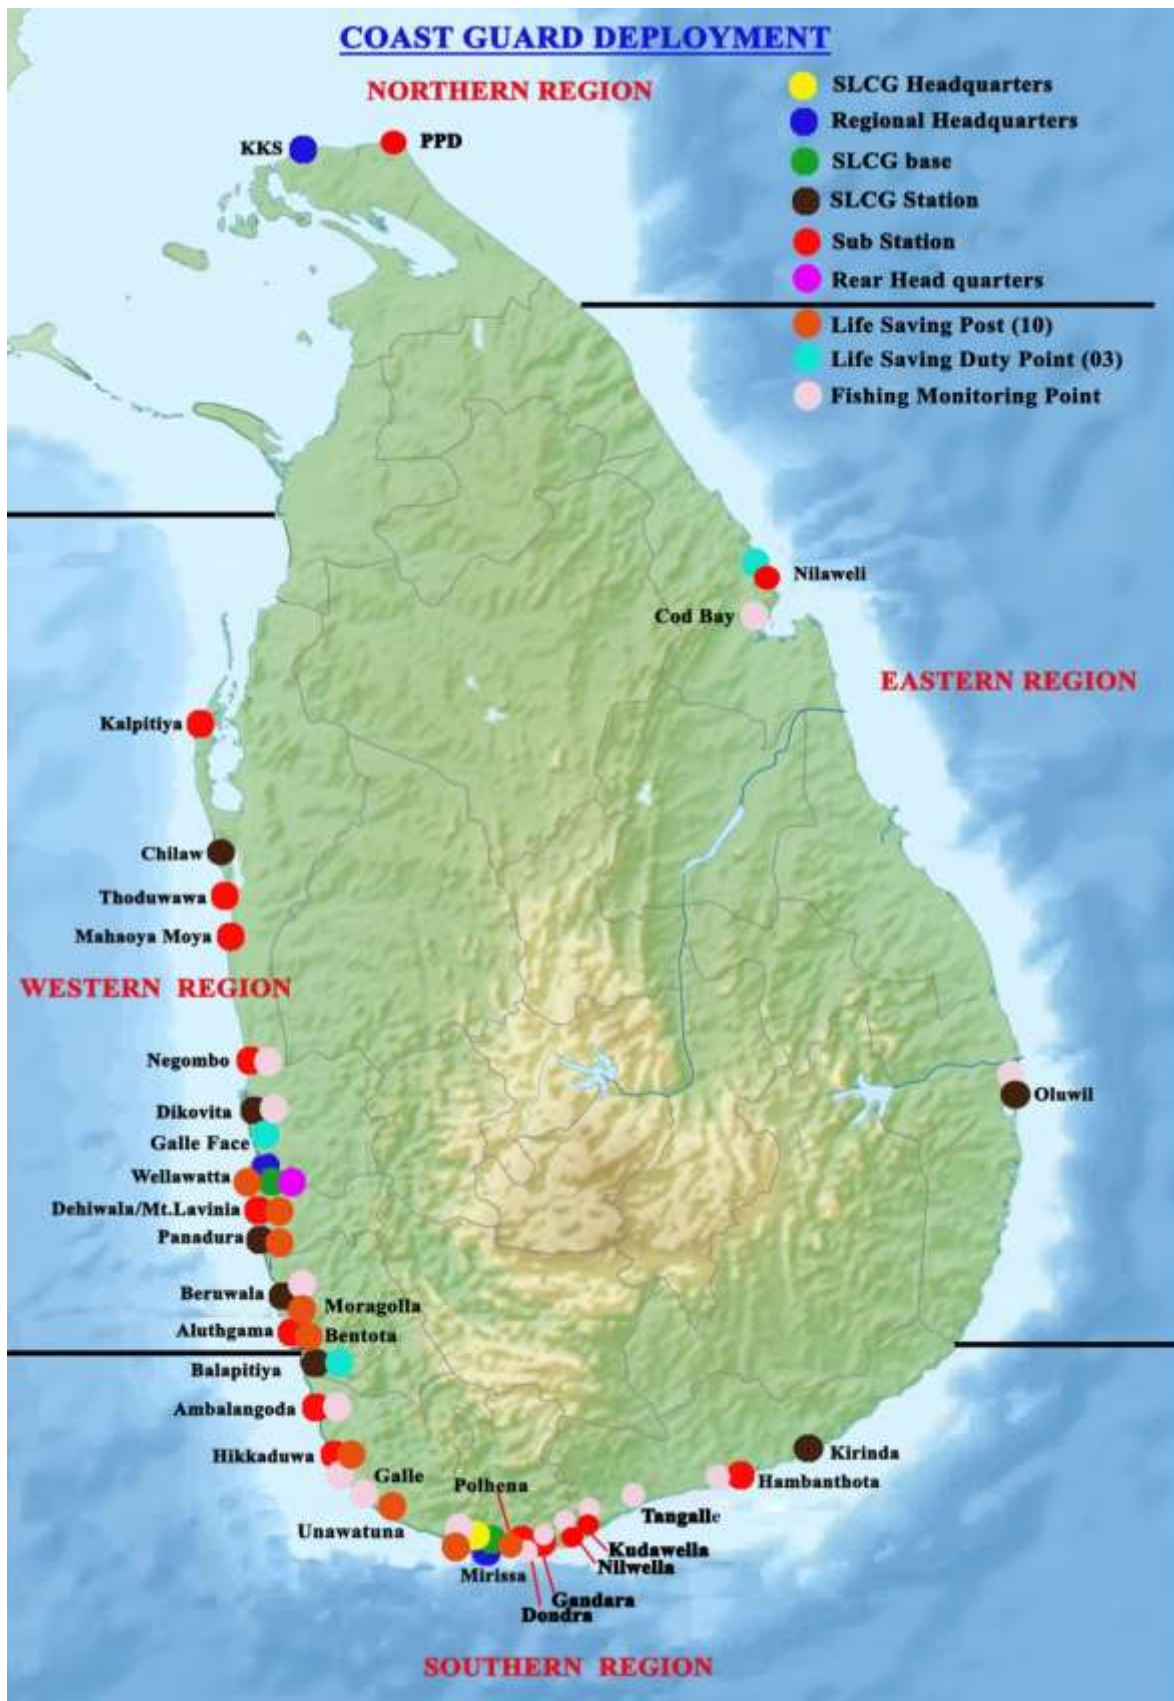 COAST GUARD DEPLOYMENT
NORTHERN REGION
SLCG Headquarters
Regional Headquarters
SLCG base
SLCG Station
Sub Station
Rear Head quarters
Life Saving Post (10)
Life Saving Duty Point (03)
Fishing Monitoring Point
KKS
PPD
Nilaweli
Cod Bay
EASTERN REGION
Kalpitiya
Chilaw
Thoduwawa
Mahaoya Moya
WESTERN REGION
Negombo
Dikovita
Oluwil
Galle Face
Wellawatta
Dehiwala/Mt.Lavinia
Panadura
Beruwala
Moragolla
Aluthgama
Bentota
Balapitiya
Ambalangoda
Hikkaduwa
Kirinda
Galle
Hambanthota
Polhena
Tangalle
Unawatuna
Kudawella
Nilwella
Mirissa
Gandara
Dondra
SOUTHERN REGION